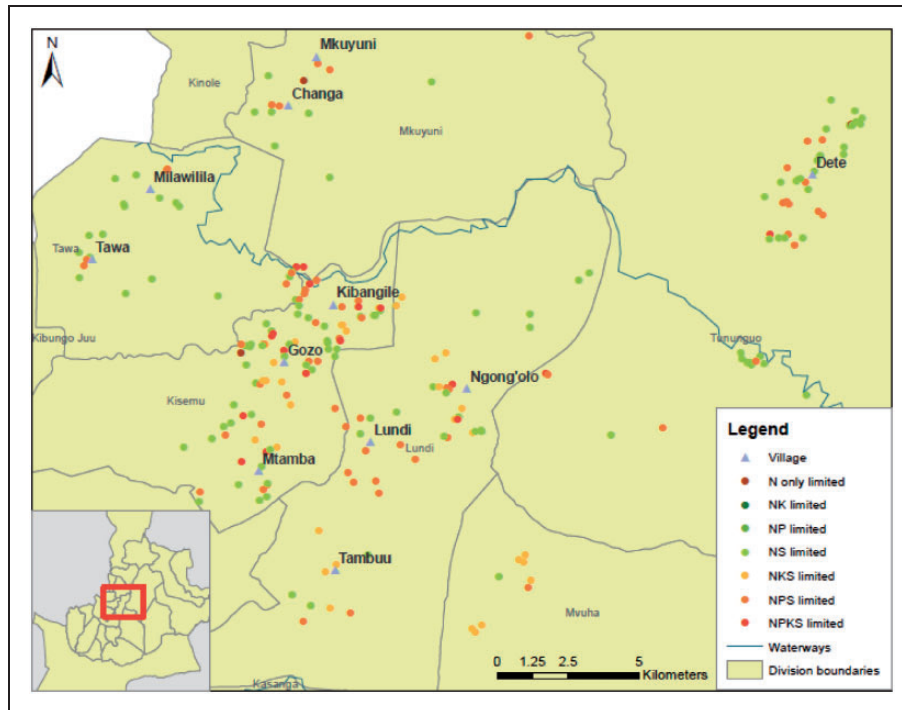 N
Mkuyuni
Kinole
Changa
Mkuyuni
Dete
Milawilila
Tawa
Tawa
Kibangile
Kibungo Juu
Tununguo
Gozo
Ngong'olo
Kisemu
Lundi
Lundi
Mtamba
Tambuu
Mvuha
Kasanga
0 1.25 2.5 5
Kilometers
Legend
Village
N only limited
NK limited
NP limited
NS limited
NKS limited
NPS limited
NPKS limited
Waterways
Division boundaries